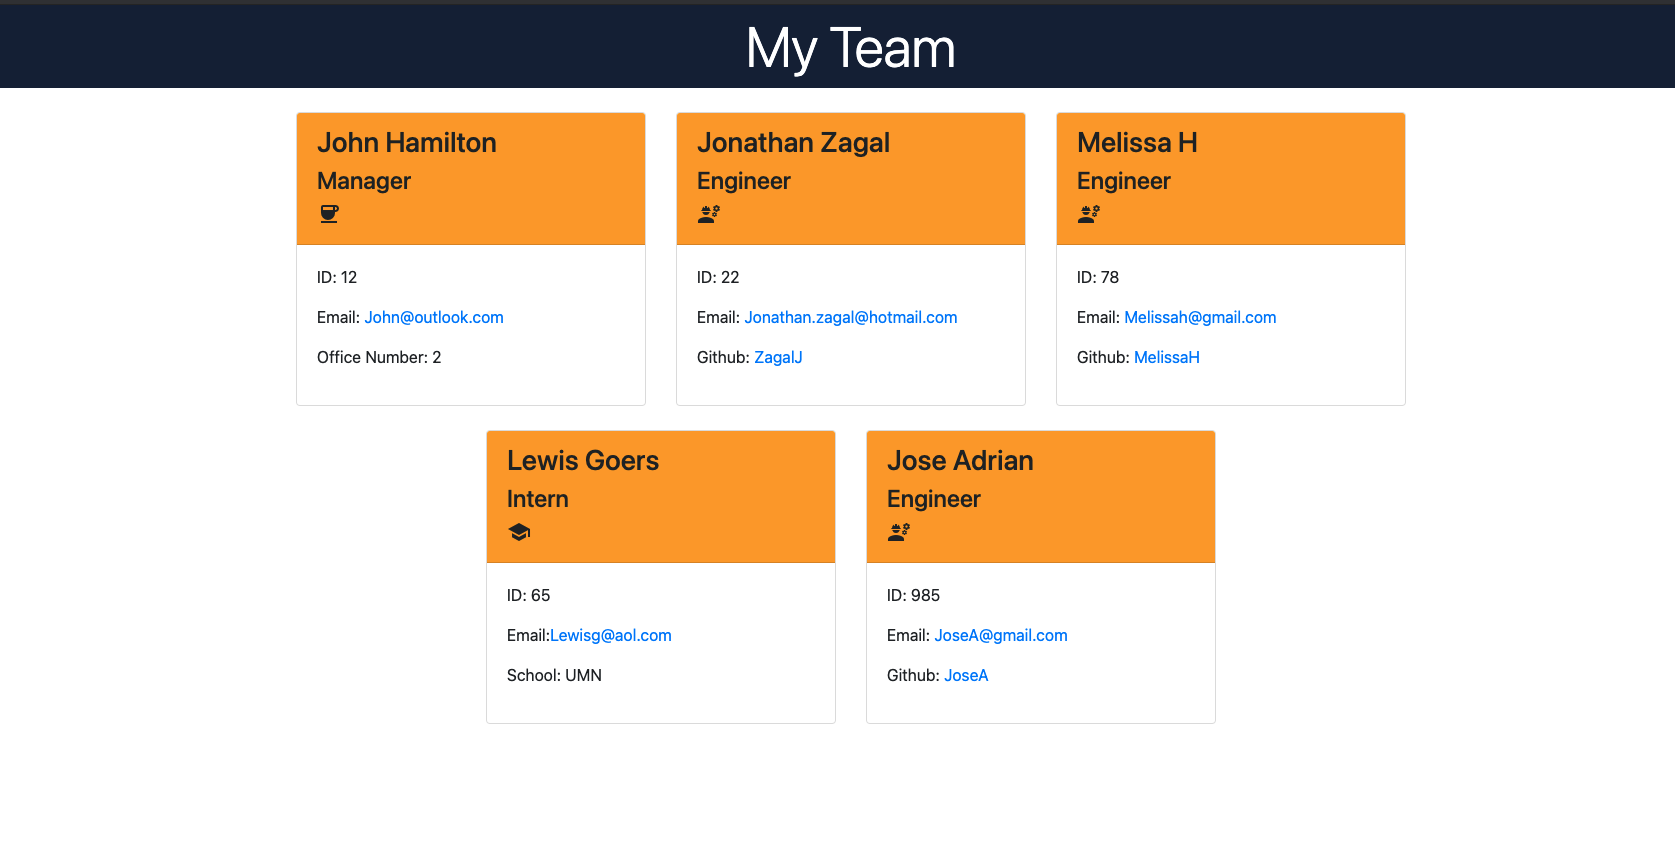 My Team
John Hamilton
Manager
ID: 12
Email: John@outlook.com
Office Number: 2
Jonathan Zagal
Engineer
ID: 22
Email: Jonathan.zagal@hotmail.com
Github: ZagalJ
Melissa H
Engineer
ID: 78
Email: Melissah@gmail.com
Github: MelissaH
Lewis Goers
Intern
ID: 65
Email:Lewisg@aol.com
School: UMN
Jose Adrian
Engineer
ID: 985
Email: JoseA@gmail.com
Github: JoseA